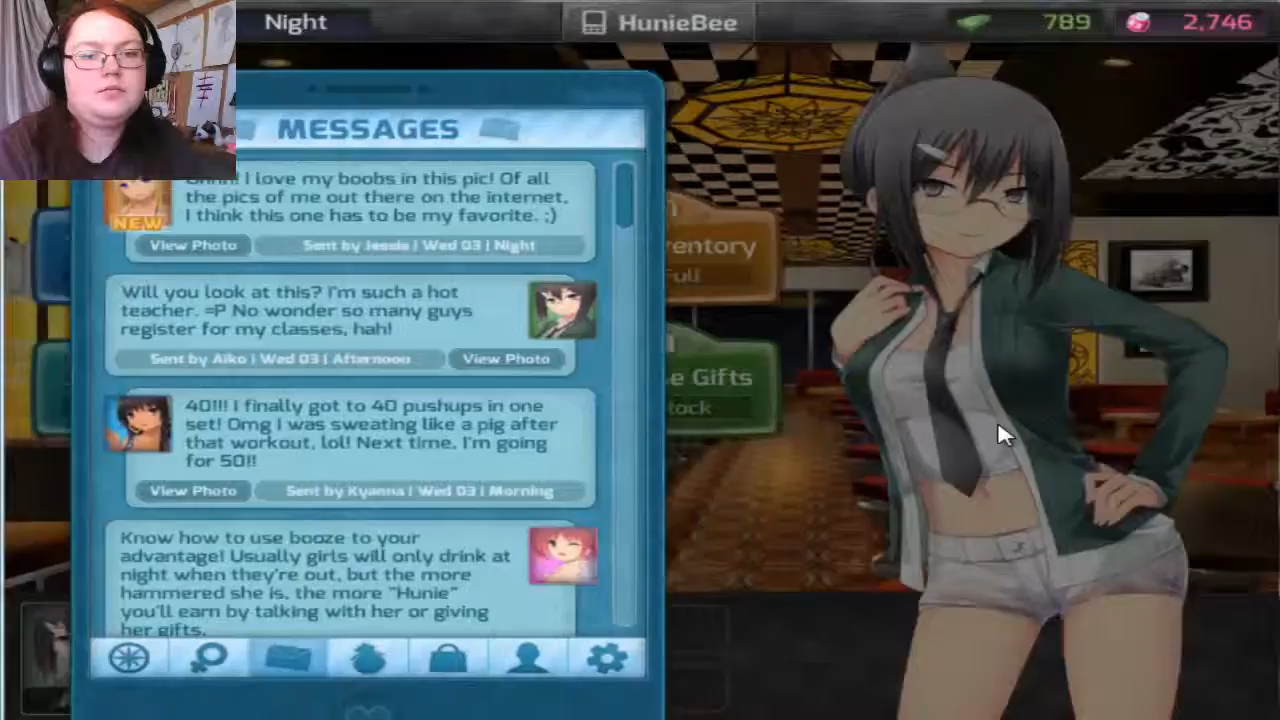 Night
HunieBee
789
2,746
MESSAGES
I love my boobs in this pic! Of all
the pics of me out there on the internet,
I think this one has to be my favorite. ;)
NEW
View Photo
Sent by Jessie | Wed 03 | Night
Will you look at this? I'm such a hot
teacher. =P No wonder so many guys
register for my classes, hah!
Sent by Aiko | Wed 03 | Afternoon
View Photo
40!!! I finally got to 40 pushups in one
set! Omg I was sweating like a pig after
that workout, lol! Next time, I'm going
for 50!!
View Photo
Sent by Kyanna | Wed 03 | Morning
Know how to use booze to your
advantage! Usually girls will only drink at
night when they're out, but the more
hammered she is, the more "Hunie"
you'll earn by talking with her or giving
her gifts.
entory
Full
e Gifts
tock